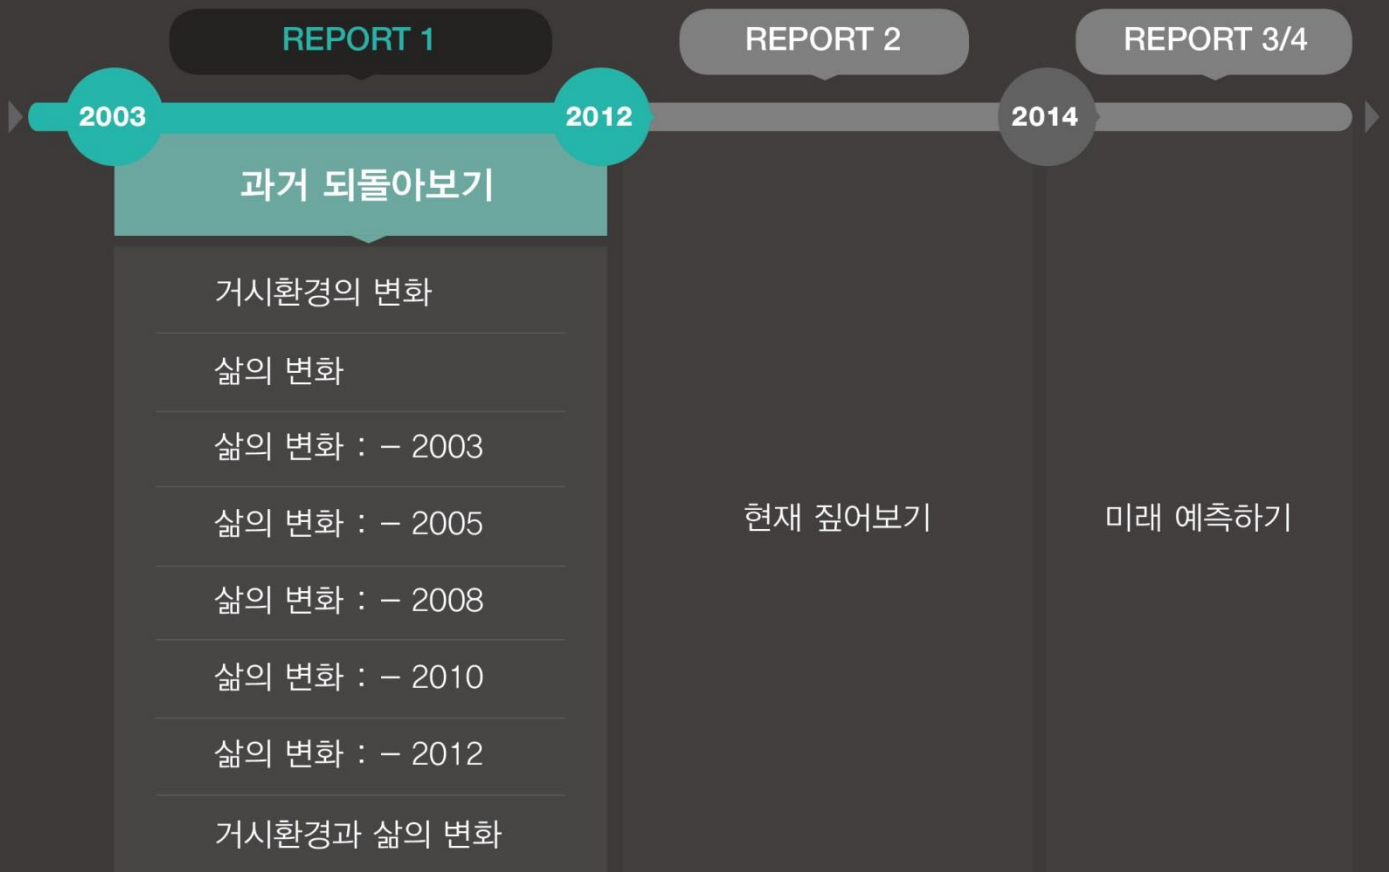 REPORT 1
REPORT 2
REPORT 3/4
2003
2012
2014
과거 되돌아보기
거시환경의 변화
삶의 변화
삶의 변화 : – 2003
삶의 변화 : – 2005
삶의 변화 : – 2008
삶의 변화 : – 2010
삶의 변화 : – 2012
거시환경과 삶의 변화
현재 짚어보기
미래 예측하기